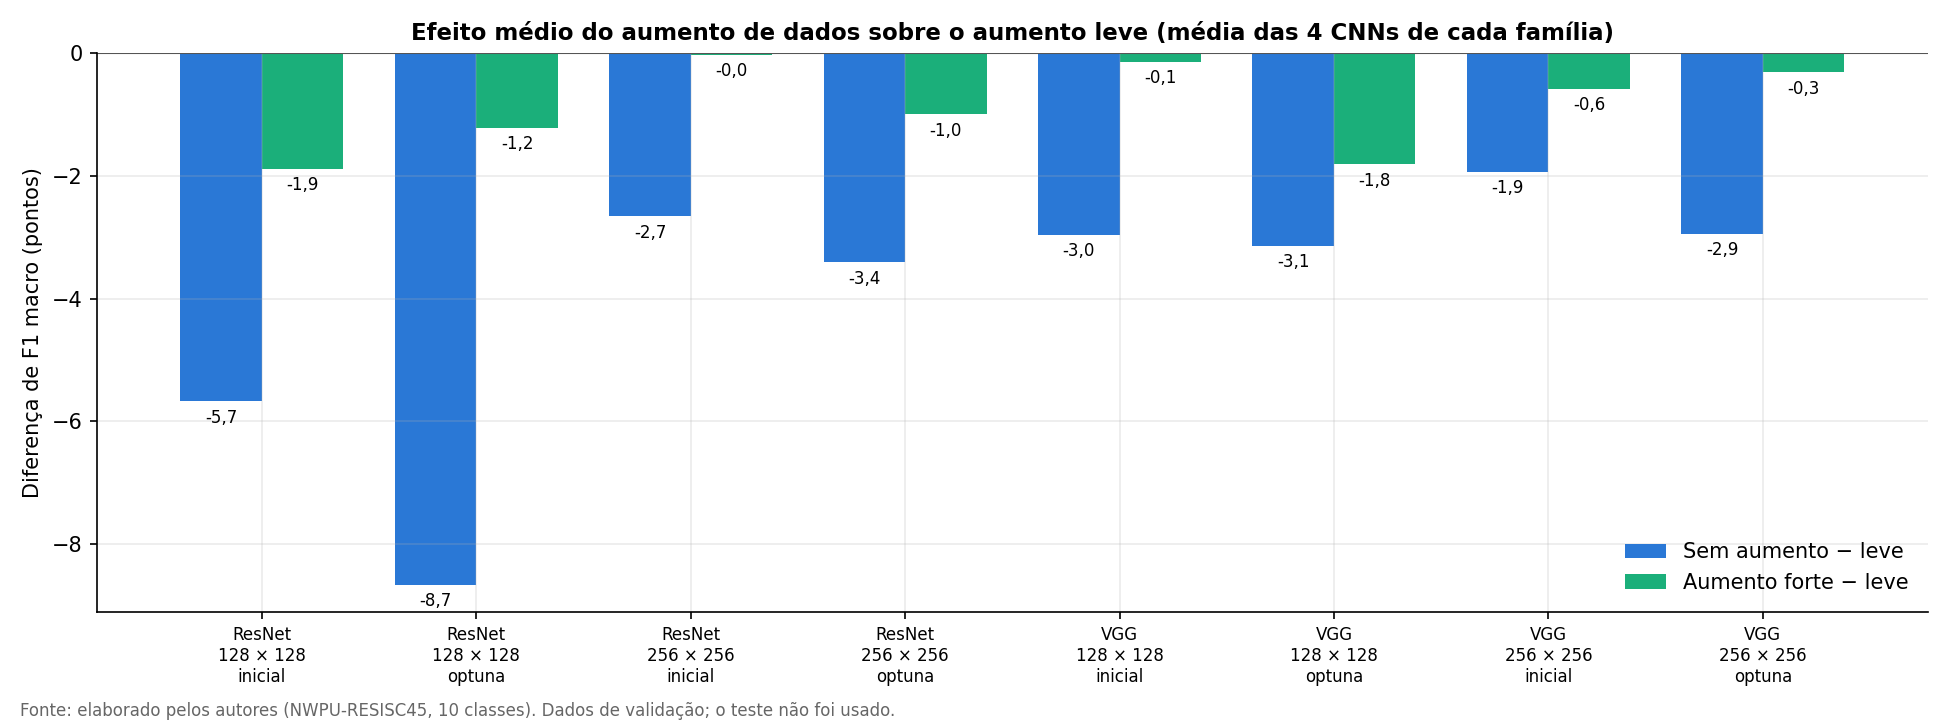 Efeito médio do aumento de dados sobre o aumento leve (média das 4 CNNs de cada família)
Diferença de F1 macro (pontos)
0
−2
−4
−6
−8
-5,7
-1,9
-8,7
-1,2
-2,7
-0,0
-3,4
-1,0
-3,0
-0,1
-3,1
-1,8
-1,9
-0,6
-2,9
-0,3
Sem aumento − leve
Aumento forte − leve
ResNet
128 × 128
inicial
ResNet
128 × 128
optuna
ResNet
256 × 256
inicial
ResNet
256 × 256
optuna
VGG
128 × 128
inicial
VGG
128 × 128
optuna
VGG
256 × 256
inicial
VGG
256 × 256
optuna
Fonte: elaborado pelos autores (NWPU-RESISC45, 10 classes). Dados de validação; o teste não foi usado.